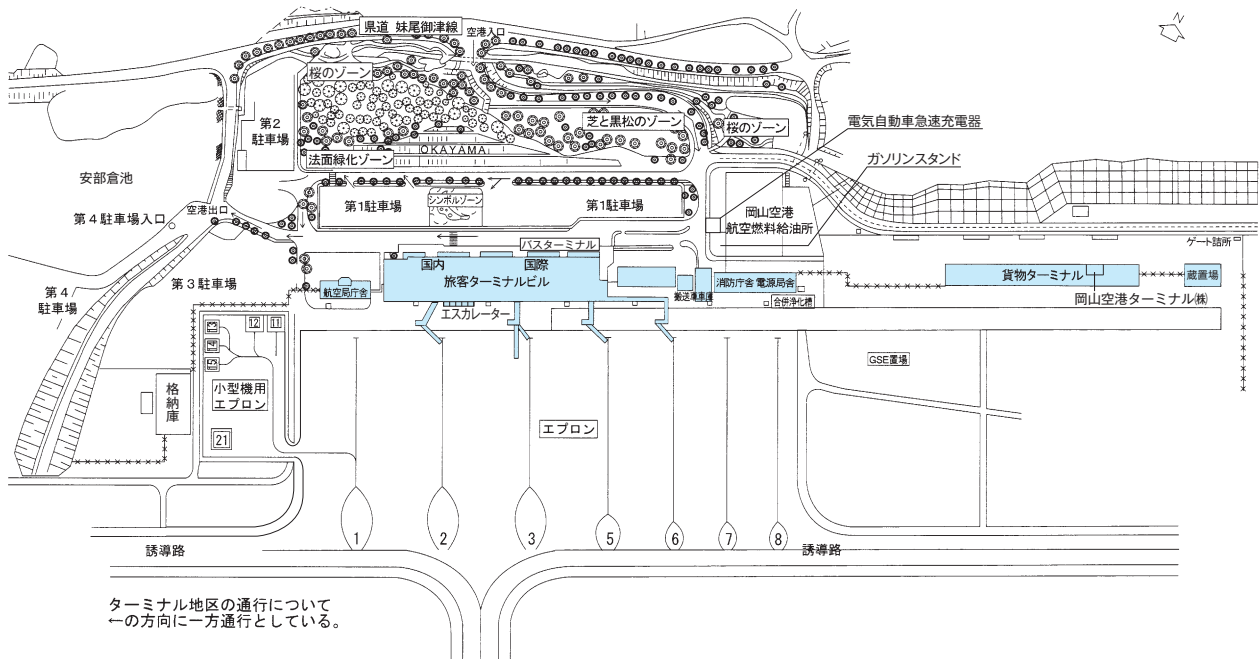 N
県道 妹尾御津線
空港入口
桜のゾーン
第2
駐車場
芝と黒松のゾーン
桜のゾーン
電気自動車急速充電器
OKAYAMA
法面緑化ゾーン
ガソリンスタンド
安部倉池
第1駐車場
シンボルゾーン
第1駐車場
岡山空港
航空燃料給油所
空港出口
第4駐車場入口
バスターミナル
ゲート詰所
国内
国際
旅客ターミナルビル
第3駐車場
第4
駐車場
航空局庁舎
搬送車車庫
消防庁舎 電源局舎
合併浄化槽
貨物ターミナル
蔵置場
岡山空港ターミナル㈱
エスカレーター
13
12
11
14
15
GSE置場
格納庫
小型機用
エプロン
21
エプロン
1
2
3
5
6
7
8
誘導路
誘導路
ターミナル地区の通行について
←の方向に一方通行としている。